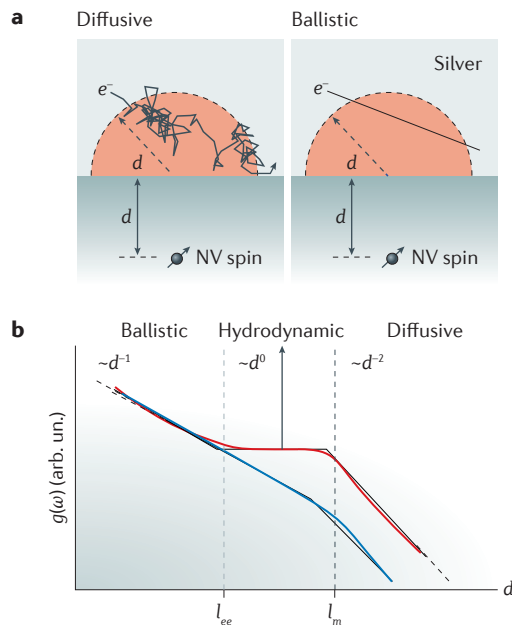 a
Diffusive
Ballistic
Silver
e⁻
e⁻
d
d
d
d
NV spin
NV spin
b
Ballistic
Hydrodynamic
Diffusive
~d⁻¹
~d⁰
~d⁻²
g(ω) (arb. un.)
d
l_ee
l_m